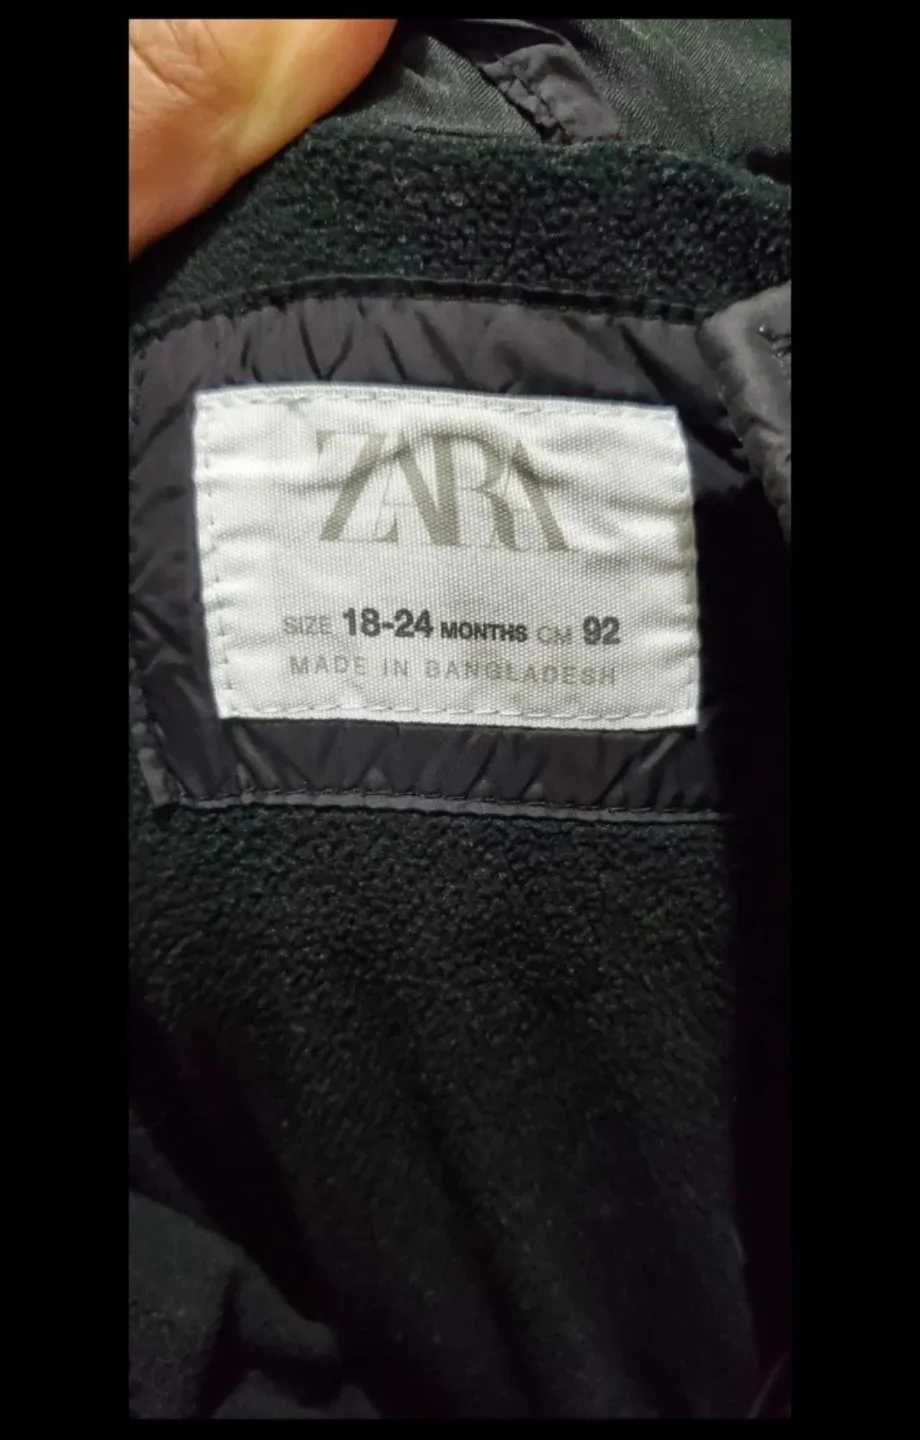 ZARA
SIZE 18-24 MONTHS CM 92
MADE IN BANGLADESH